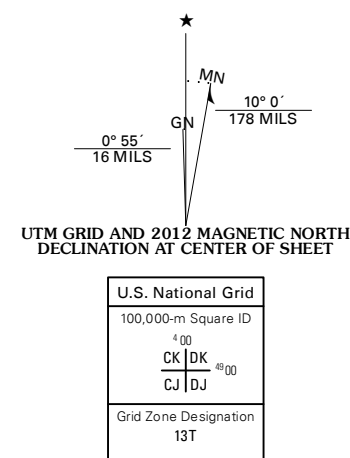 ★
MN
GN
10° 0´
178 MILS
0° 55´
16 MILS
UTM GRID AND 2012 MAGNETIC NORTH
DECLINATION AT CENTER OF SHEET
U.S. National Grid
100,000-m Square ID
4 00
CK DK
49 00
CJ DJ
Grid Zone Designation
13T